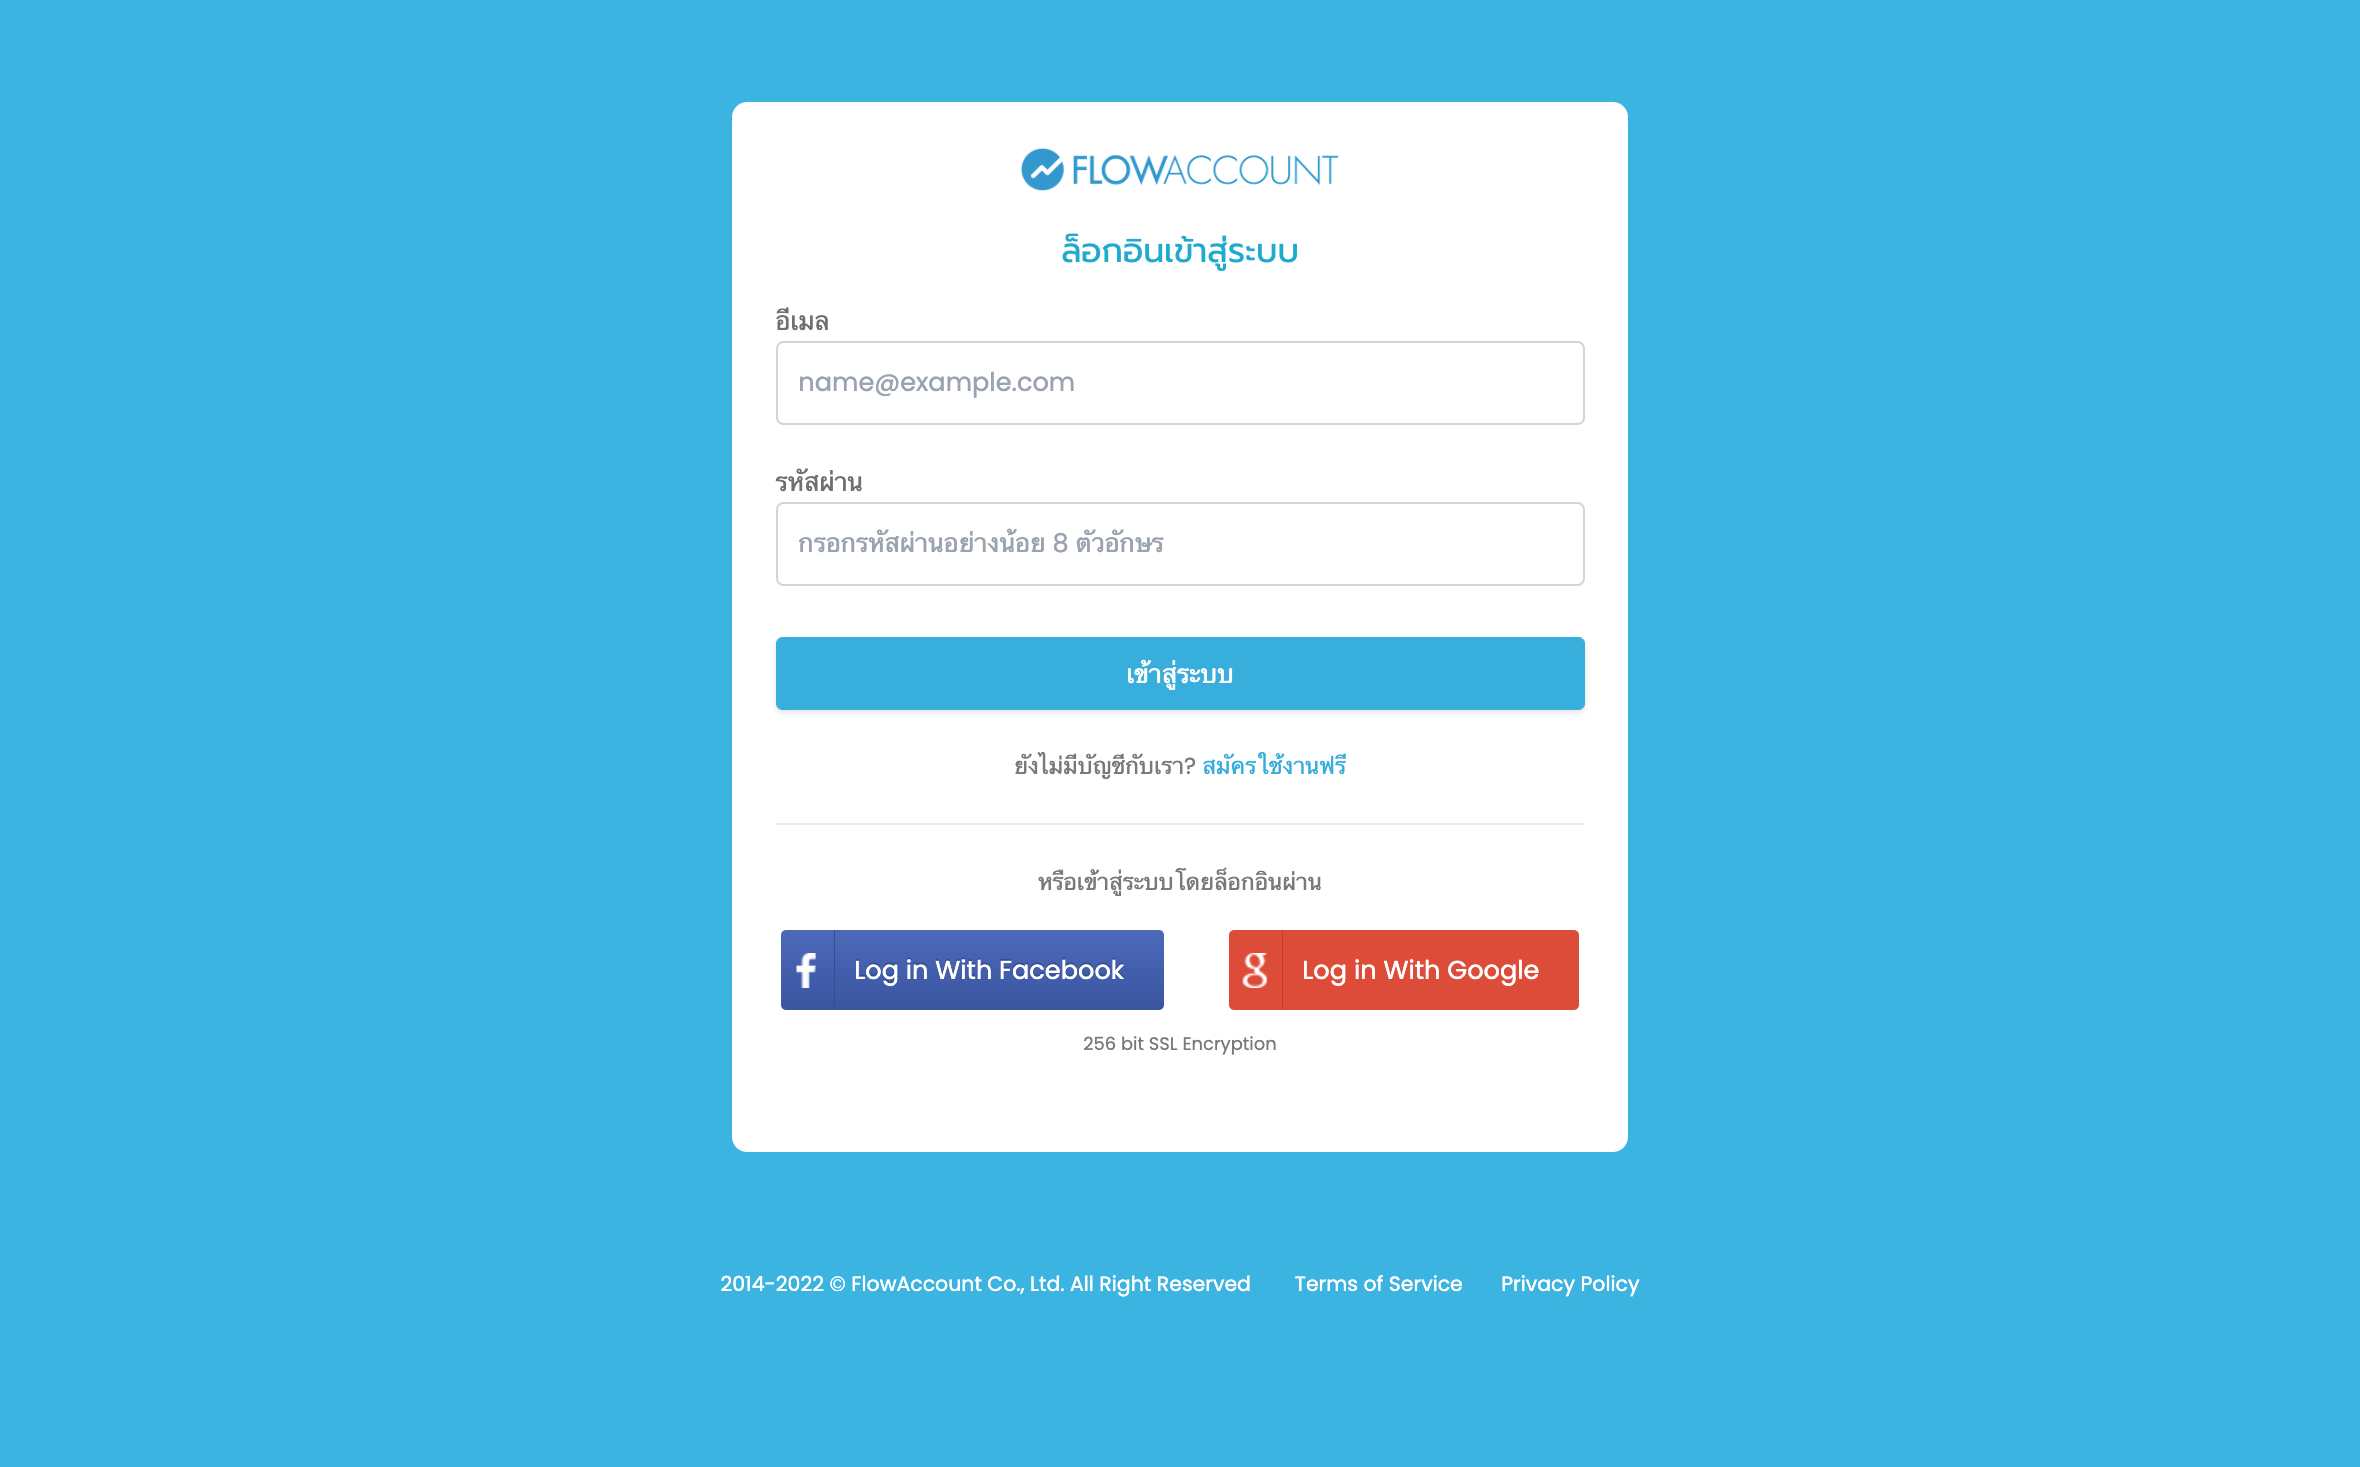 FLOWACCOUNT
ล็อกอินเข้าสู่ระบบ
อีเมล
name@example.com
รหัสผ่าน
กรอกรหัสผ่านอย่างน้อย 8 ตัวอักษร
เข้าสู่ระบบ
ยังไม่มีบัญชีกับเรา? สมัครใช้งานฟรี
หรือเข้าสู่ระบบโดยล็อกอินผ่าน
f Log in With Facebook
g Log in With Google
256 bit SSL Encryption
2014-2022 © FlowAccount Co., Ltd. All Right Reserved Terms of Service Privacy Policy